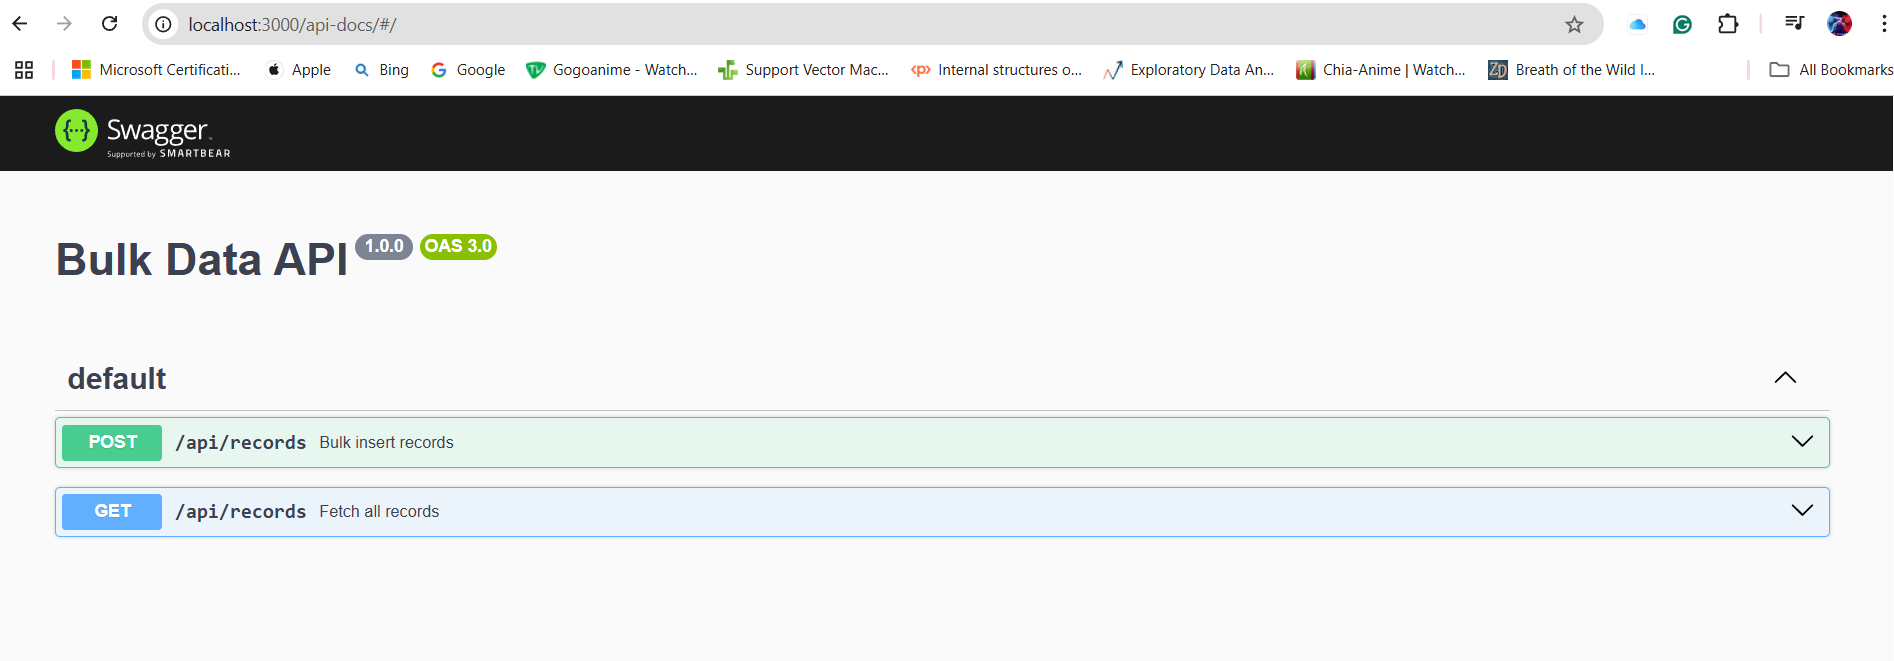 localhost:3000/api-docs/#/
Microsoft Certificati... Apple Bing Google Gogoanime - Watch... Support Vector Mac... Internal structures o... Exploratory Data An... Chia-Anime | Watch... Breath of the Wild I... All Bookmarks
Swagger
Supported by SMARTBEAR
Bulk Data API 1.0.0 OAS 3.0
default
POST /api/records Bulk insert records
GET /api/records Fetch all records